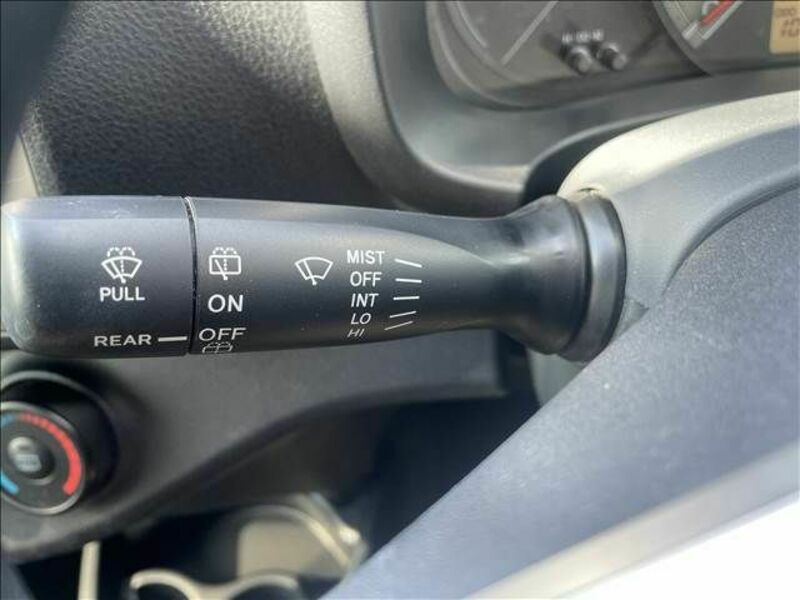 PULL
REAR
ON
OFF
MIST
OFF
INT
LO
HI